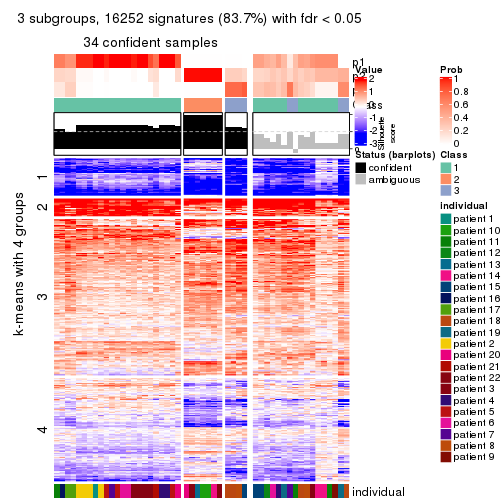 3 subgroups, 16252 signatures (83.7%) with fdr < 0.05
34 confident samples
p1
Value
2
1
0
-1
-2
-3
Silhouette
score
Prob
1
0.8
0.6
0.4
0.2
0
Status (barplots)
confident
ambiguous
Class
1
2
3
k-means with 4 groups
1
2
3
4
individual
patient 1
patient 10
patient 11
patient 12
patient 13
patient 14
patient 15
patient 16
patient 17
patient 18
patient 19
patient 2
patient 20
patient 21
patient 22
patient 3
patient 4
patient 5
patient 6
patient 7
patient 8
patient 9
individual